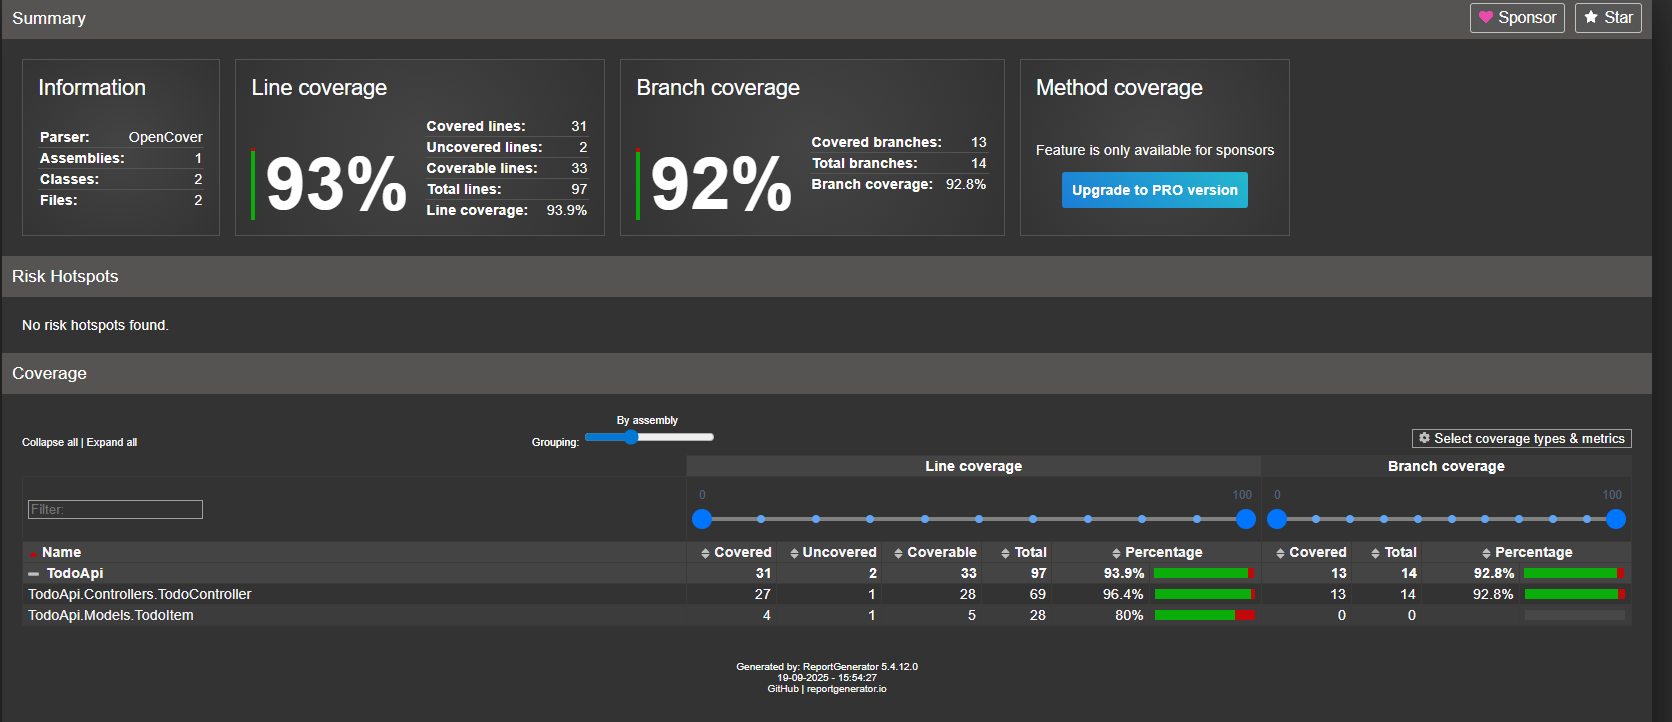 Summary
Sponsor
Star
Information
Parser: OpenCover
Assemblies: 1
Classes: 2
Files: 2
Line coverage
93%
Covered lines: 31
Uncovered lines: 2
Coverable lines: 33
Total lines: 97
Line coverage: 93.9%
Branch coverage
92%
Covered branches: 13
Total branches: 14
Branch coverage: 92.8%
Method coverage
Feature is only available for sponsors
Upgrade to PRO version
Risk Hotspots
No risk hotspots found.
Coverage
Collapse all | Expand all
By assembly
Grouping:
Select coverage types & metrics
Line coverage Branch coverage
Filter:
0 100 0 100
Name Covered Uncovered Coverable Total Percentage Covered Total Percentage
TodoApi 31 2 33 97 93.9% 13 14 92.8%
TodoApi.Controllers.TodoController 27 1 28 69 96.4% 13 14 92.8%
TodoApi.Models.TodoItem 4 1 5 28 80% 0 0
Generated by: ReportGenerator 5.4.12.0
19-09-2025 - 15:54:27
GitHub | reportgenerator.io